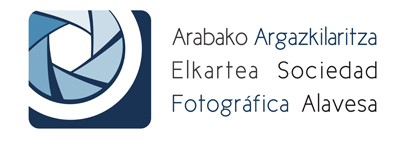 Arabako Argazkilaritza
Elkartea Sociedad
Fotográfica Alavesa